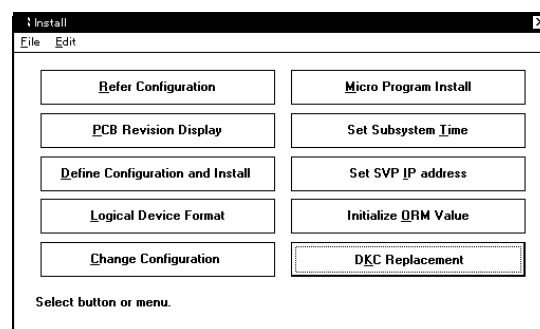 Install
File Edit
Refer Configuration
Micro Program Install
PCB Revision Display
Set Subsystem Time
Define Configuration and Install
Set SVP IP address
Logical Device Format
Initialize ORM Value
Change Configuration
DKC Replacement
Select button or menu.